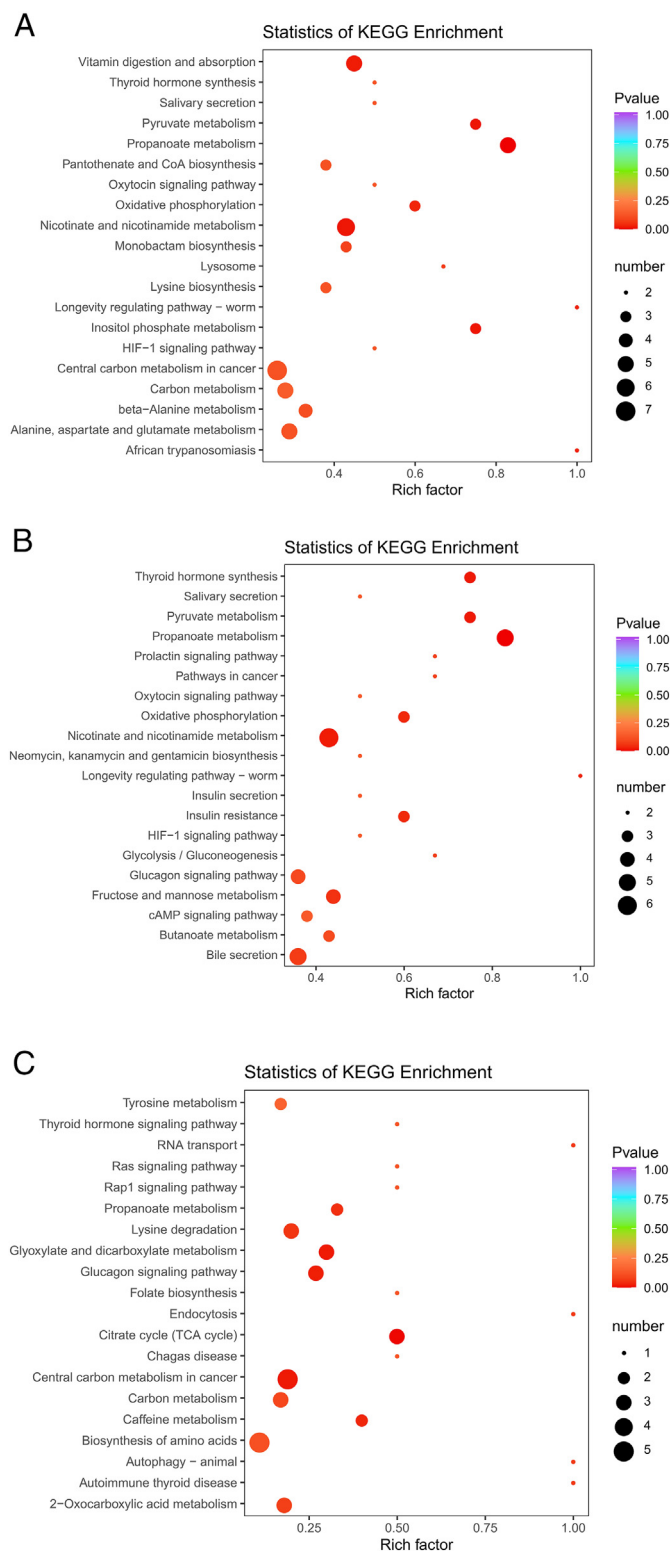 A
Statistics of KEGG Enrichment
Vitamin digestion and absorption
Thyroid hormone synthesis
Salivary secretion
Pyruvate metabolism
Propanoate metabolism
Pantothenate and CoA biosynthesis
Oxytocin signaling pathway
Oxidative phosphorylation
Nicotinate and nicotinamide metabolism
Monobactam biosynthesis
Lysosome
Lysine biosynthesis
Longevity regulating pathway − worm
Inositol phosphate metabolism
HIF−1 signaling pathway
Central carbon metabolism in cancer
Carbon metabolism
beta−Alanine metabolism
Alanine, aspartate and glutamate metabolism
African trypanosomiasis
0.4 0.6 0.8 1.0
Rich factor
Pvalue
1.00
0.75
0.50
0.25
0.00
number
2
3
4
5
6
7
B
Statistics of KEGG Enrichment
Thyroid hormone synthesis
Salivary secretion
Pyruvate metabolism
Propanoate metabolism
Prolactin signaling pathway
Pathways in cancer
Oxytocin signaling pathway
Oxidative phosphorylation
Nicotinate and nicotinamide metabolism
Neomycin, kanamycin and gentamicin biosynthesis
Longevity regulating pathway − worm
Insulin secretion
Insulin resistance
HIF−1 signaling pathway
Glycolysis / Gluconeogenesis
Glucagon signaling pathway
Fructose and mannose metabolism
cAMP signaling pathway
Butanoate metabolism
Bile secretion
0.4 0.6 0.8 1.0
Rich factor
Pvalue
1.00
0.75
0.50
0.25
0.00
number
2
3
4
5
6
C
Statistics of KEGG Enrichment
Tyrosine metabolism
Thyroid hormone signaling pathway
RNA transport
Ras signaling pathway
Rap1 signaling pathway
Propanoate metabolism
Lysine degradation
Glyoxylate and dicarboxylate metabolism
Glucagon signaling pathway
Folate biosynthesis
Endocytosis
Citrate cycle (TCA cycle)
Chagas disease
Central carbon metabolism in cancer
Carbon metabolism
Caffeine metabolism
Biosynthesis of amino acids
Autophagy − animal
Autoimmune thyroid disease
2−Oxocarboxylic acid metabolism
0.25 0.50 0.75 1.00
Rich factor
Pvalue
1.00
0.75
0.50
0.25
0.00
number
1
2
3
4
5